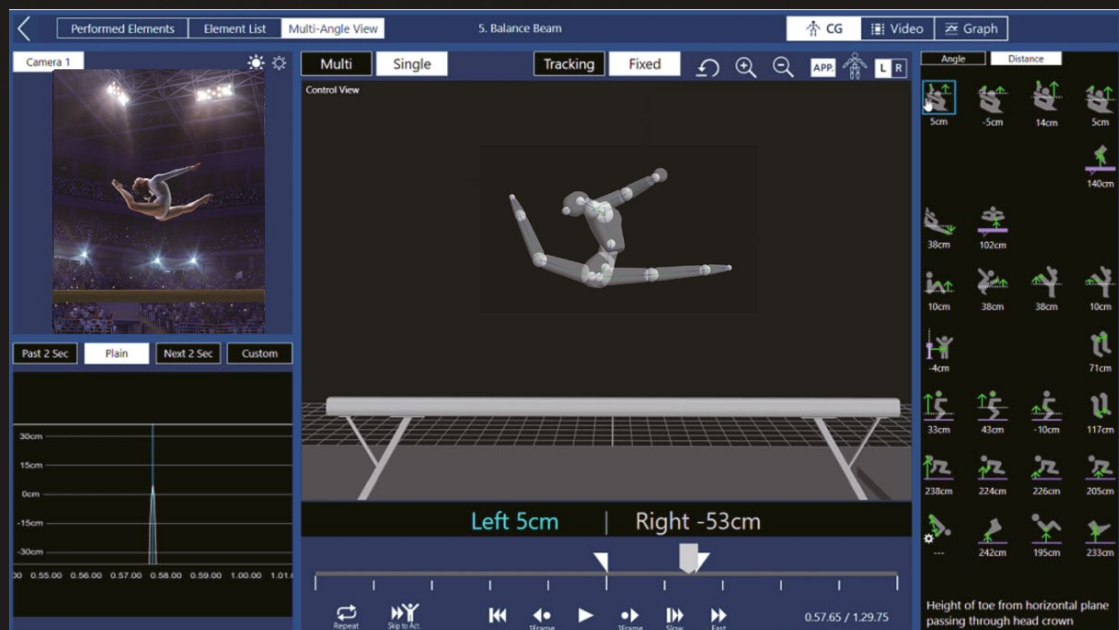 Performed Elements
Element List
Multi-Angle View
5. Balance Beam
CG
Video
Graph
Camera 1
Multi
Single
Tracking
Fixed
APP.
L R
Angle
Distance
Control View
5cm -5cm 14cm 5cm
140cm
38cm 102cm
10cm 38cm 38cm 10cm
-4cm 71cm
33cm 43cm -10cm 117cm
238cm 224cm 226cm 205cm
--- 242cm 195cm 233cm
Height of toe from horizontal plane
passing through head crown
Past 2 Sec
Plain
Next 2 Sec
Custom
30cm
15cm
0cm
-15cm
-30cm
0.55.00 0.56.00 0.57.00 0.58.00 0.59.00 1.00.00
Left 5cm | Right -53cm
Repeat
Skip to Act.
1Frame
1Frame
Slow
Fast
0.57.65 / 1.29.75